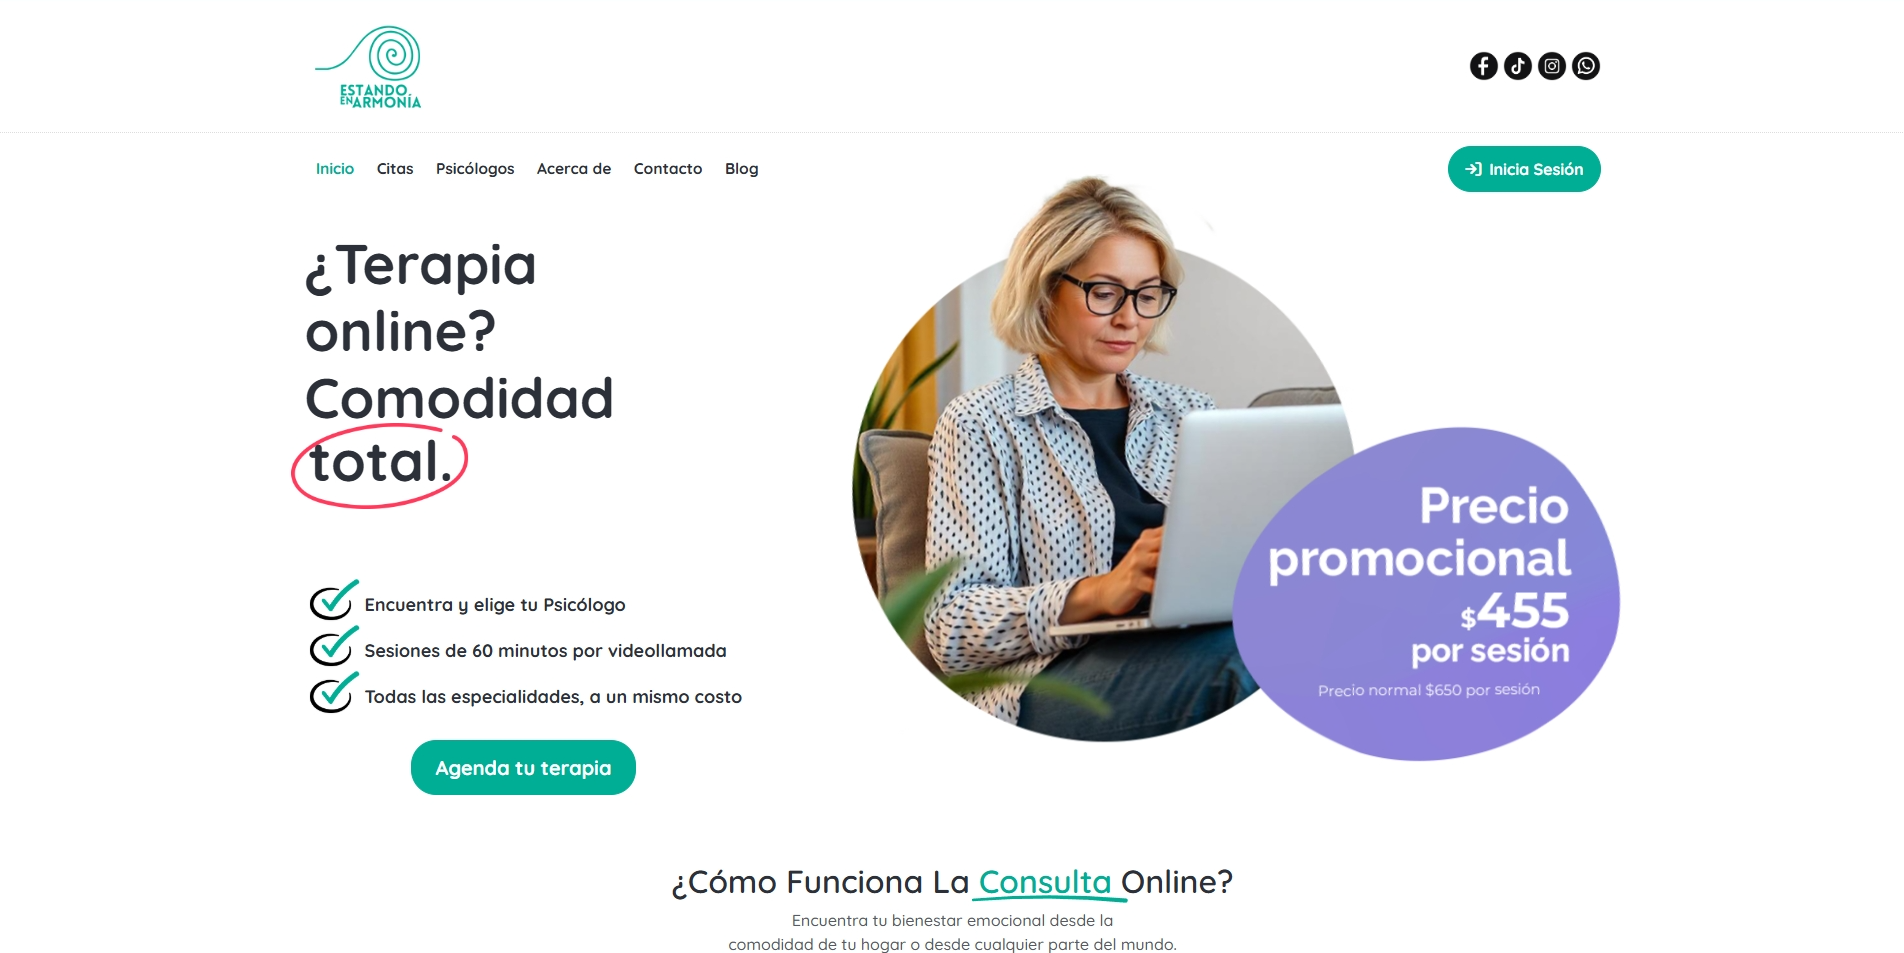 ESTANDO
EN ARMONÍA
Inicio Citas Psicólogos Acerca de Contacto Blog
Inicia Sesión
¿Terapia
online?
Comodidad
total.
Encuentra y elige tu Psicólogo
Sesiones de 60 minutos por videollamada
Todas las especialidades, a un mismo costo
Agenda tu terapia
Precio
promocional
$455
por sesión
Precio normal $650 por sesión
¿Cómo Funciona La Consulta Online?
Encuentra tu bienestar emocional desde la
comodidad de tu hogar o desde cualquier parte del mundo.